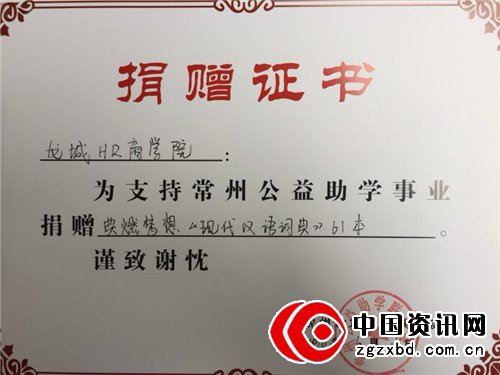 捐赠证书
龙城HR商学院：
为支持常州公益助学事业
捐赠典燃梦想《现代汉语词典》61本。
谨致谢忱
中国资讯网
zgzxbd.com.cn